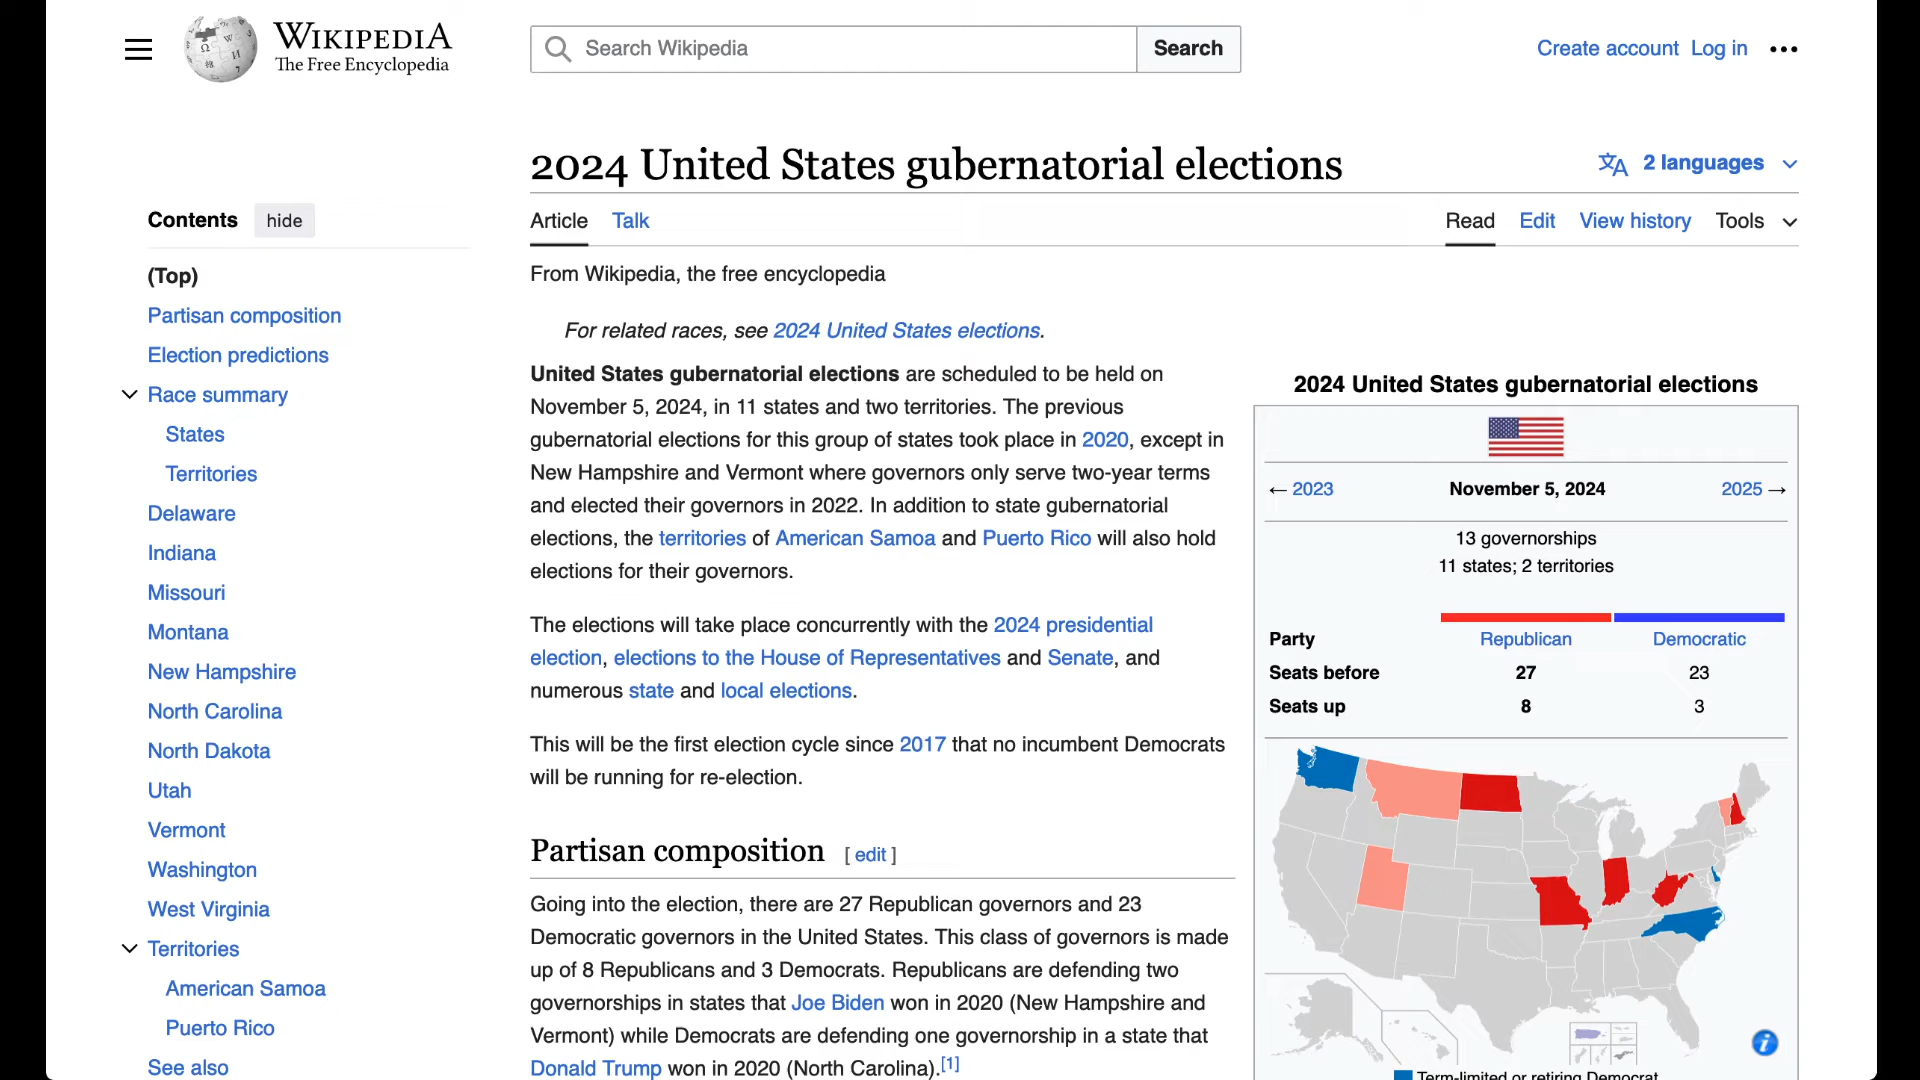 WIKIPEDIA
The Free Encyclopedia
Search Wikipedia
Search
Create account Log in
2024 United States gubernatorial elections
2 languages
Contents hide
Article Talk
Read Edit View history Tools
(Top)
Partisan composition
Election predictions
Race summary
States
Territories
Delaware
Indiana
Missouri
Montana
New Hampshire
North Carolina
North Dakota
Utah
Vermont
Washington
West Virginia
Territories
American Samoa
Puerto Rico
See also
From Wikipedia, the free encyclopedia
For related races, see 2024 United States elections.
United States gubernatorial elections are scheduled to be held on
November 5, 2024, in 11 states and two territories. The previous
gubernatorial elections for this group of states took place in 2020, except in
New Hampshire and Vermont where governors only serve two-year terms
and elected their governors in 2022. In addition to state gubernatorial
elections, the territories of American Samoa and Puerto Rico will also hold
elections for their governors.
The elections will take place concurrently with the 2024 presidential
election, elections to the House of Representatives and Senate, and
numerous state and local elections.
This will be the first election cycle since 2017 that no incumbent Democrats
will be running for re-election.
Partisan composition [ edit ]
Going into the election, there are 27 Republican governors and 23
Democratic governors in the United States. This class of governors is made
up of 8 Republicans and 3 Democrats. Republicans are defending two
governorships in states that Joe Biden won in 2020 (New Hampshire and
Vermont) while Democrats are defending one governorship in a state that
Donald Trump won in 2020 (North Carolina).[1]
2024 United States gubernatorial elections
← 2023 November 5, 2024 2025 →
13 governorships
11 states; 2 territories
Party Republican Democratic
Seats before 27 23
Seats up 8 3
Term-limited or retiring Democrat